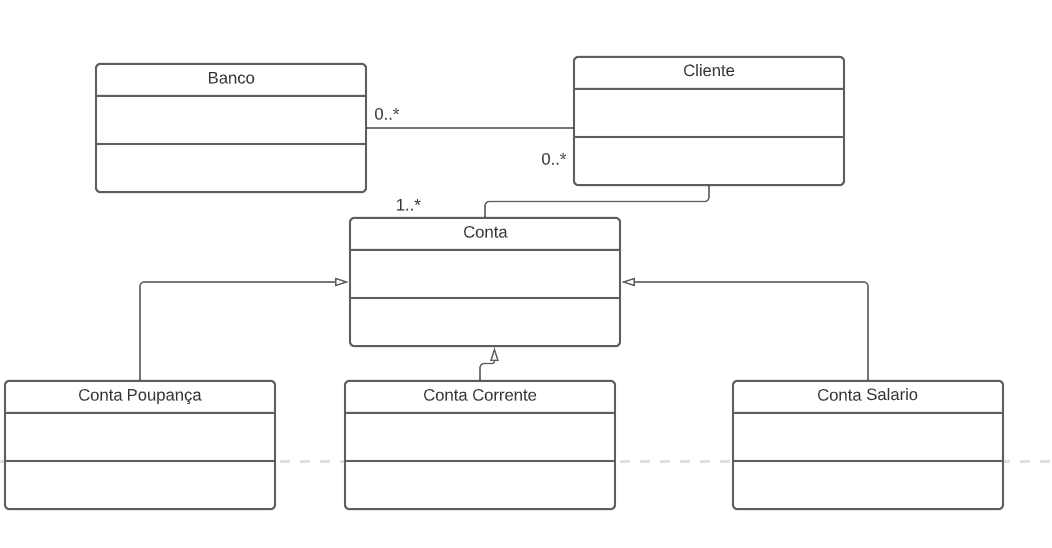 Banco
Cliente
0..*
0..*
1..*
Conta
Conta Poupança
Conta Corrente
Conta Salario